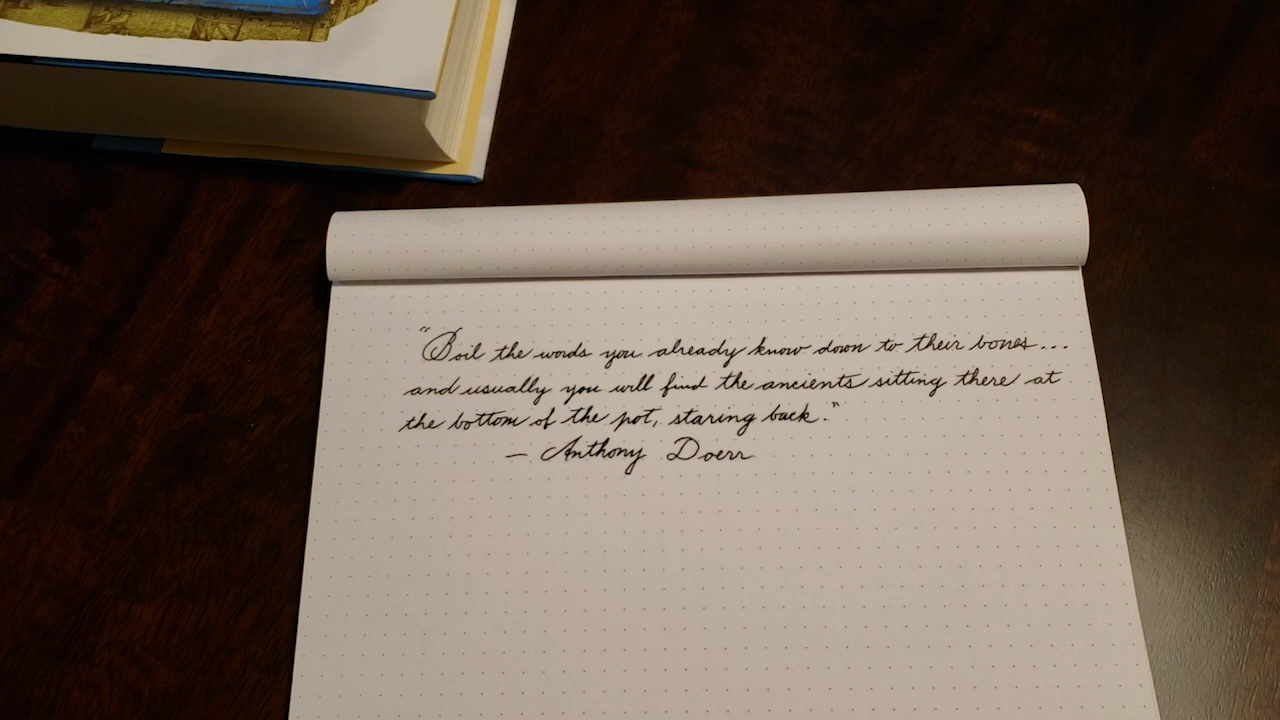 "Boil the words you already know down to their bones...
and usually you will find the ancients sitting there at
the bottom of the pot, staring back."
— Anthony Doerr